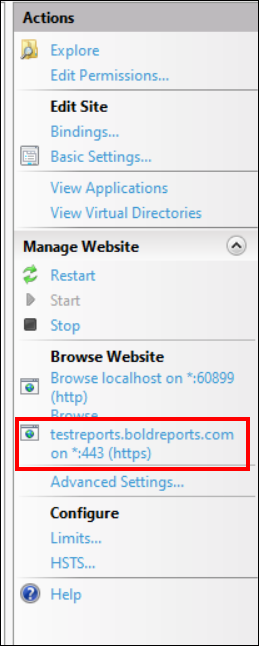 Actions
Explore
Edit Permissions...
Edit Site
Bindings...
Basic Settings...
View Applications
View Virtual Directories
Manage Website
Restart
Start
Stop
Browse Website
Browse localhost on *:60899
(http)
Browse
testreports.boldreports.com
on *:443 (https)
Advanced Settings...
Configure
Limits...
HSTS...
Help